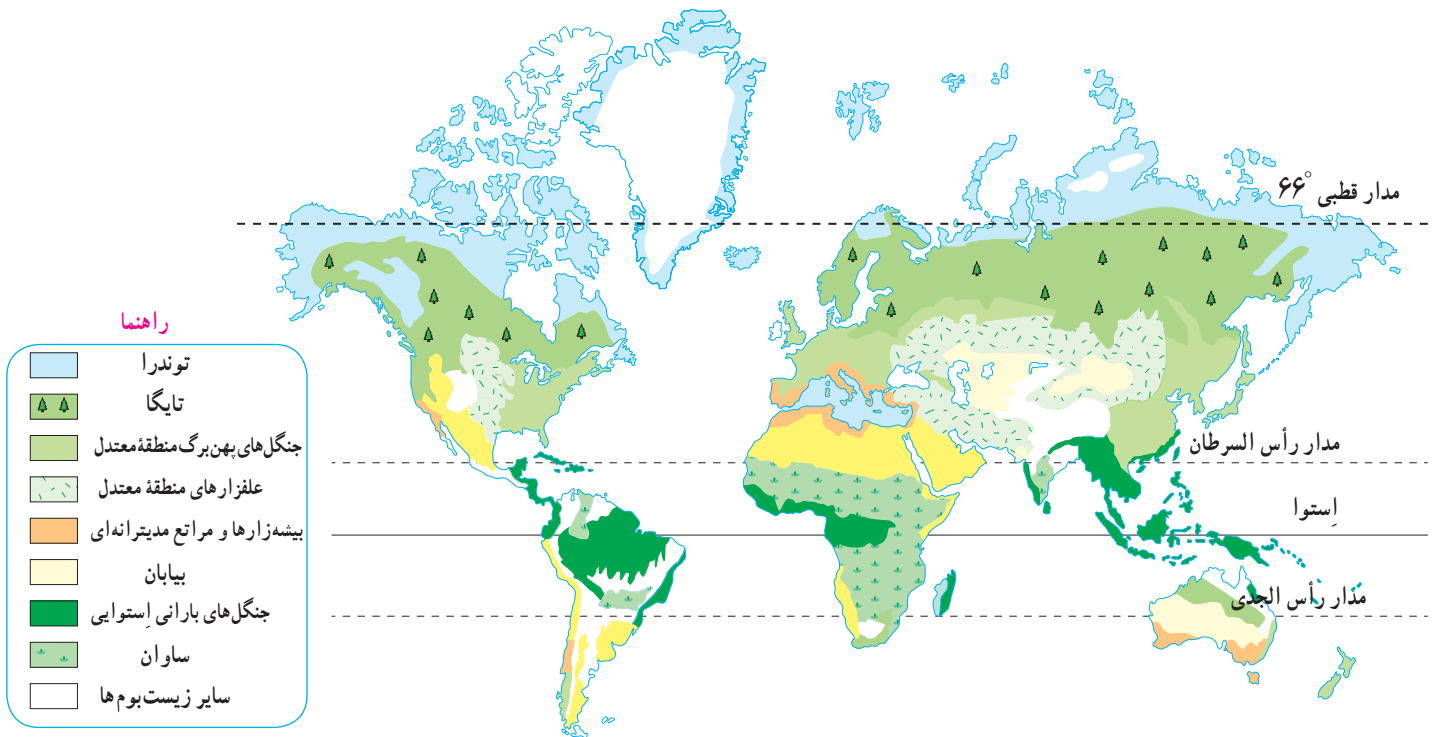 مدار قطبی ۶۶°
مدار رأس السرطان
اِستوا
مدار رأس الجدی
راهنما
توندرا
تایگا
جنگل‌های پهن‌برگ منطقهٔ معتدل
علفزارهای منطقهٔ معتدل
بیشه‌زارها و مراتع مدیترانه‌ای
بیابان
جنگل‌های بارانی اِستوایی
ساوان
سایر زیست‌بوم‌ها